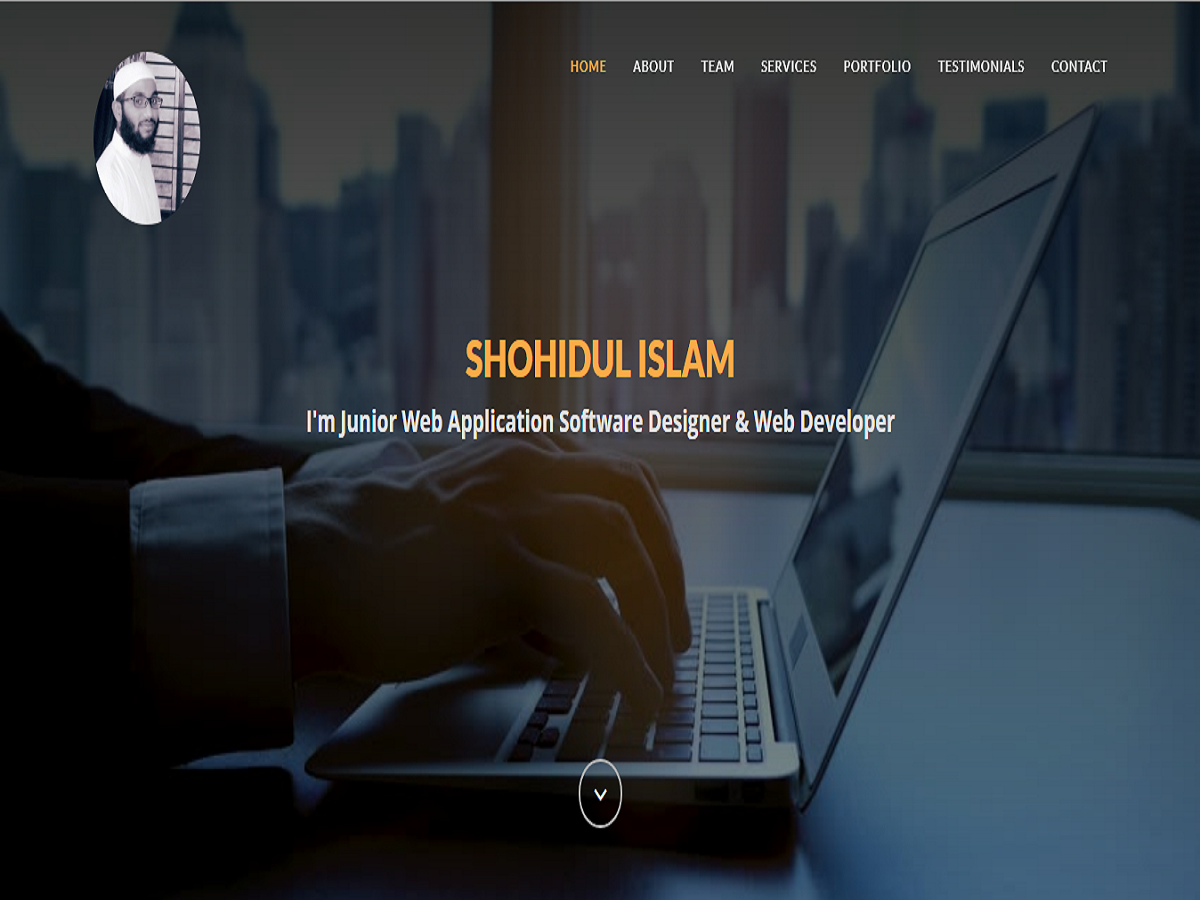 HOME ABOUT TEAM SERVICES PORTFOLIO TESTIMONIALS CONTACT
SHOHIDUL ISLAM
I'm Junior Web Application Software Designer & Web Developer